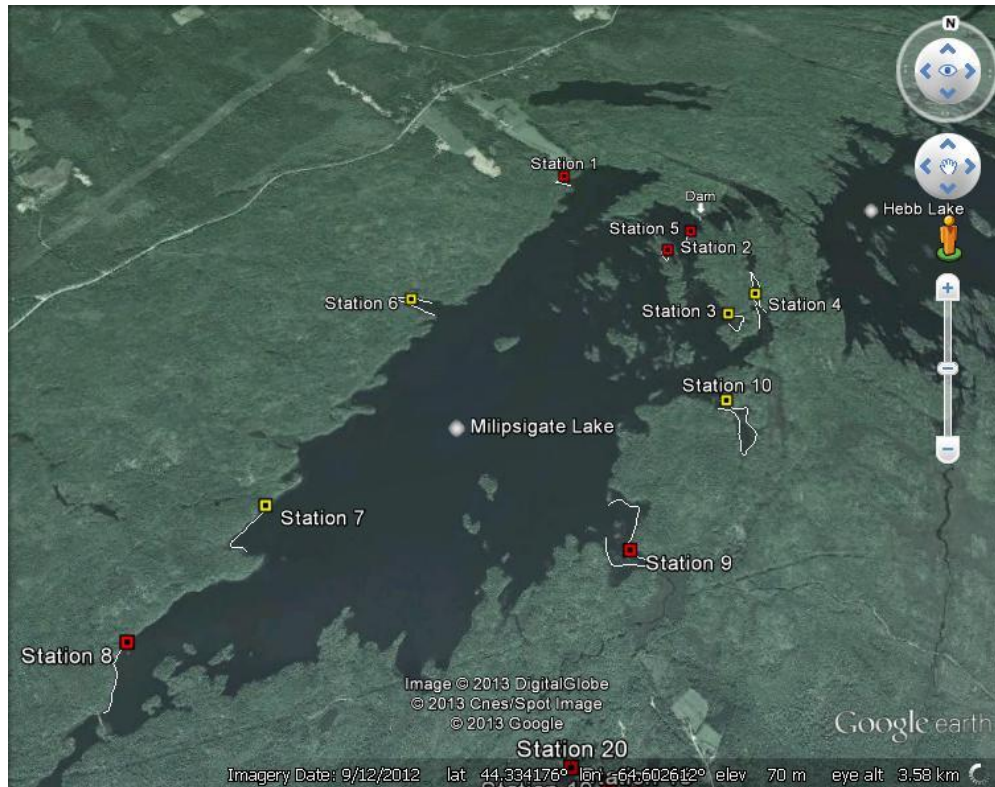 N
Station 1
Dam
Hebb Lake
Station 5
Station 2
Station 6
Station 3
Station 4
Station 10
Milipsigate Lake
Station 7
Station 9
Station 8
Image © 2013 DigitalGlobe
© 2013 Cnes/Spot Image
© 2013 Google
Google earth
Station 20
Imagery Date: 9/12/2012 lat 44.334176° lon -64.602612° elev 70 m eye alt 3.58 km